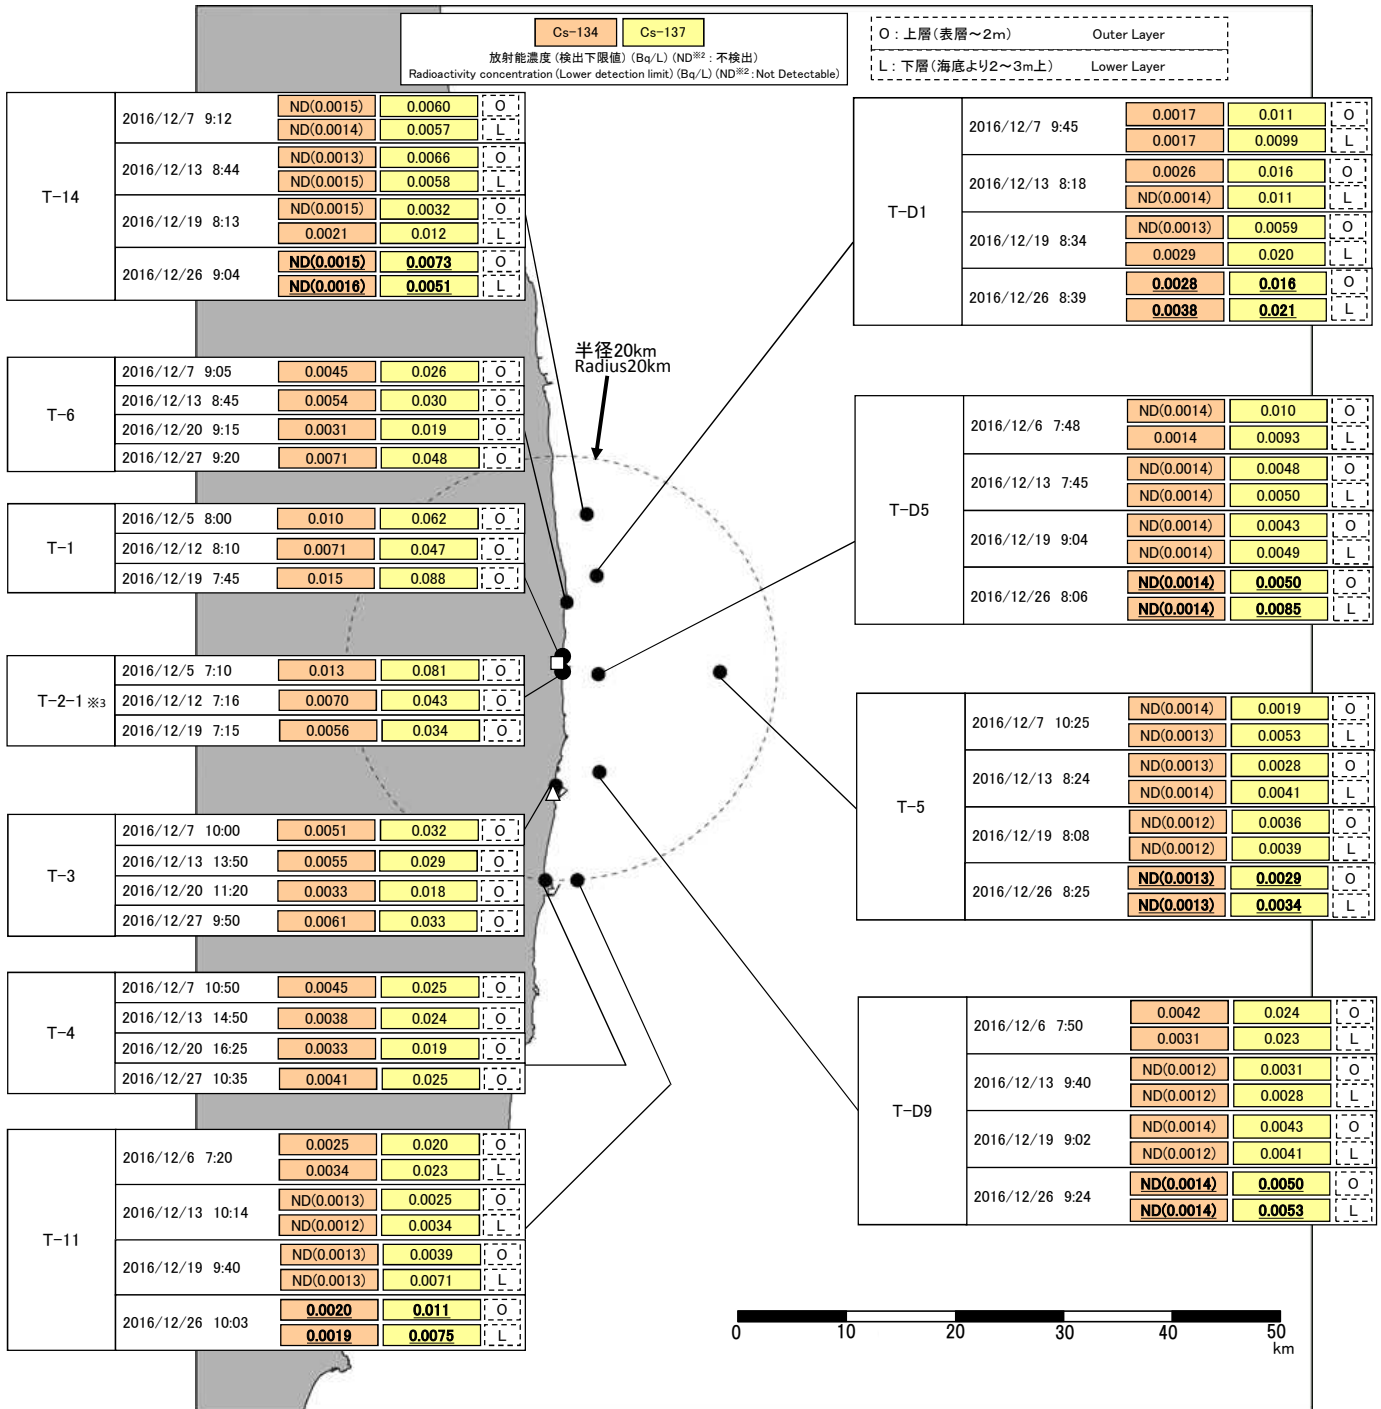 Cs-134 Cs-137
放射能濃度 (検出下限値) (Bq/L) (ND※2 : 不検出)
Radioactivity concentration (Lower detection limit) (Bq/L) (ND※2 : Not Detectable)
O : 上層(表層～2m) Outer Layer
L : 下層(海底より2～3m上) Lower Layer
T-14
2016/12/7 9:12 ND(0.0015) 0.0060 O
ND(0.0014) 0.0057 L
2016/12/13 8:44 ND(0.0013) 0.0066 O
ND(0.0015) 0.0058 L
2016/12/19 8:13 ND(0.0015) 0.0032 O
0.0021 0.012 L
2016/12/26 9:04 ND(0.0015) 0.0073 O
ND(0.0016) 0.0051 L
T-6
2016/12/7 9:05 0.0045 0.026 O
2016/12/13 8:45 0.0054 0.030 O
2016/12/20 9:15 0.0031 0.019 O
2016/12/27 9:20 0.0071 0.048 O
T-1
2016/12/5 8:00 0.010 0.062 O
2016/12/12 8:10 0.0071 0.047 O
2016/12/19 7:45 0.015 0.088 O
T-2-1 ※3
2016/12/5 7:10 0.013 0.081 O
2016/12/12 7:16 0.0070 0.043 O
2016/12/19 7:15 0.0056 0.034 O
T-3
2016/12/7 10:00 0.0051 0.032 O
2016/12/13 13:50 0.0055 0.029 O
2016/12/20 11:20 0.0033 0.018 O
2016/12/27 9:50 0.0061 0.033 O
T-4
2016/12/7 10:50 0.0045 0.025 O
2016/12/13 14:50 0.0038 0.024 O
2016/12/20 16:25 0.0033 0.019 O
2016/12/27 10:35 0.0041 0.025 O
T-11
2016/12/6 7:20 0.0025 0.020 O
0.0034 0.023 L
2016/12/13 10:14 ND(0.0013) 0.0025 O
ND(0.0012) 0.0034 L
2016/12/19 9:40 ND(0.0013) 0.0039 O
ND(0.0013) 0.0071 L
2016/12/26 10:03 0.0020 0.011 O
0.0019 0.0075 L
半径20km
Radius20km
T-D1
2016/12/7 9:45 0.0017 0.011 O
0.0017 0.0099 L
2016/12/13 8:18 0.0026 0.016 O
ND(0.0014) 0.011 L
2016/12/19 8:34 ND(0.0013) 0.0059 O
0.0029 0.020 L
2016/12/26 8:39 0.0028 0.016 O
0.0038 0.021 L
T-D5
2016/12/6 7:48 ND(0.0014) 0.010 O
0.0014 0.0093 L
2016/12/13 7:45 ND(0.0014) 0.0048 O
ND(0.0014) 0.0050 L
2016/12/19 9:04 ND(0.0014) 0.0043 O
ND(0.0014) 0.0049 L
2016/12/26 8:06 ND(0.0014) 0.0050 O
ND(0.0014) 0.0085 L
T-5
2016/12/7 10:25 ND(0.0014) 0.0019 O
ND(0.0013) 0.0053 L
2016/12/13 8:24 ND(0.0013) 0.0028 O
ND(0.0014) 0.0041 L
2016/12/19 8:08 ND(0.0012) 0.0036 O
ND(0.0012) 0.0039 L
2016/12/26 8:25 ND(0.0013) 0.0029 O
ND(0.0013) 0.0034 L
T-D9
2016/12/6 7:50 0.0042 0.024 O
0.0031 0.023 L
2016/12/13 9:40 ND(0.0012) 0.0031 O
ND(0.0012) 0.0028 L
2016/12/19 9:02 ND(0.0014) 0.0043 O
ND(0.0012) 0.0041 L
2016/12/26 9:24 ND(0.0014) 0.0050 O
ND(0.0014) 0.0053 L
0 10 20 30 40 50
km